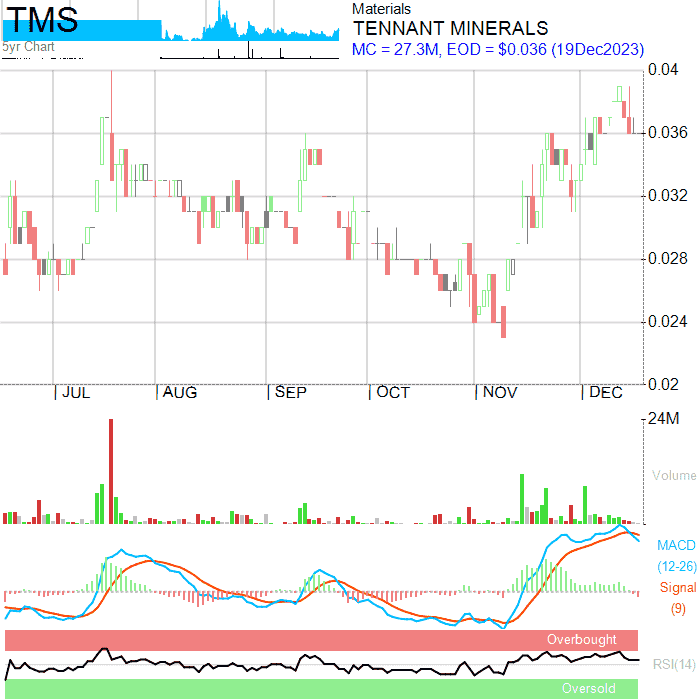 TMS
5yr Chart
Materials
TENNANT MINERALS
MC = 27.3M, EOD = $0.036 (19Dec2023)
0.04
0.036
0.032
0.028
0.024
0.02
JUL AUG SEP OCT NOV DEC
24M
Volume
MACD
(12-26)
Signal
(9)
Overbought
RSI(14)
Oversold